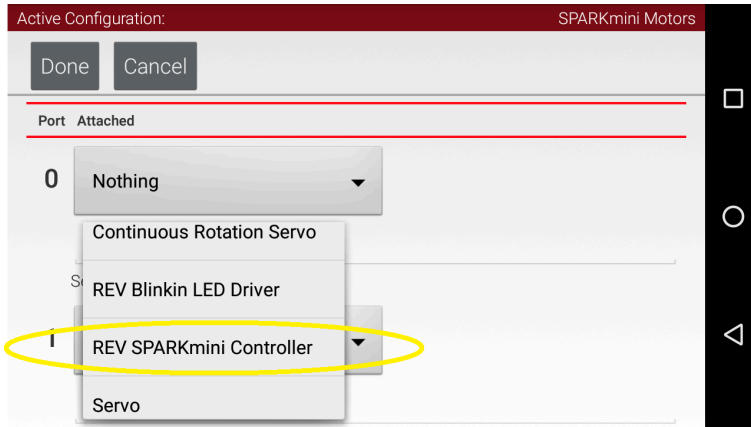 Active Configuration: SPARKmini Motors
Done Cancel
Port Attached
0 Nothing
Continuous Rotation Servo
REV Blinkin LED Driver
1 REV SPARKmini Controller
Servo